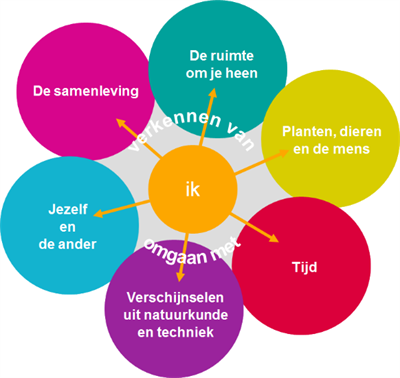 De ruimte
om je heen
De samenleving
verkennen van
Planten, dieren
en de mens
ik
Jezelf
en
de ander
omgaan met
Tijd
Verschijnselen
uit natuurkunde
en techniek